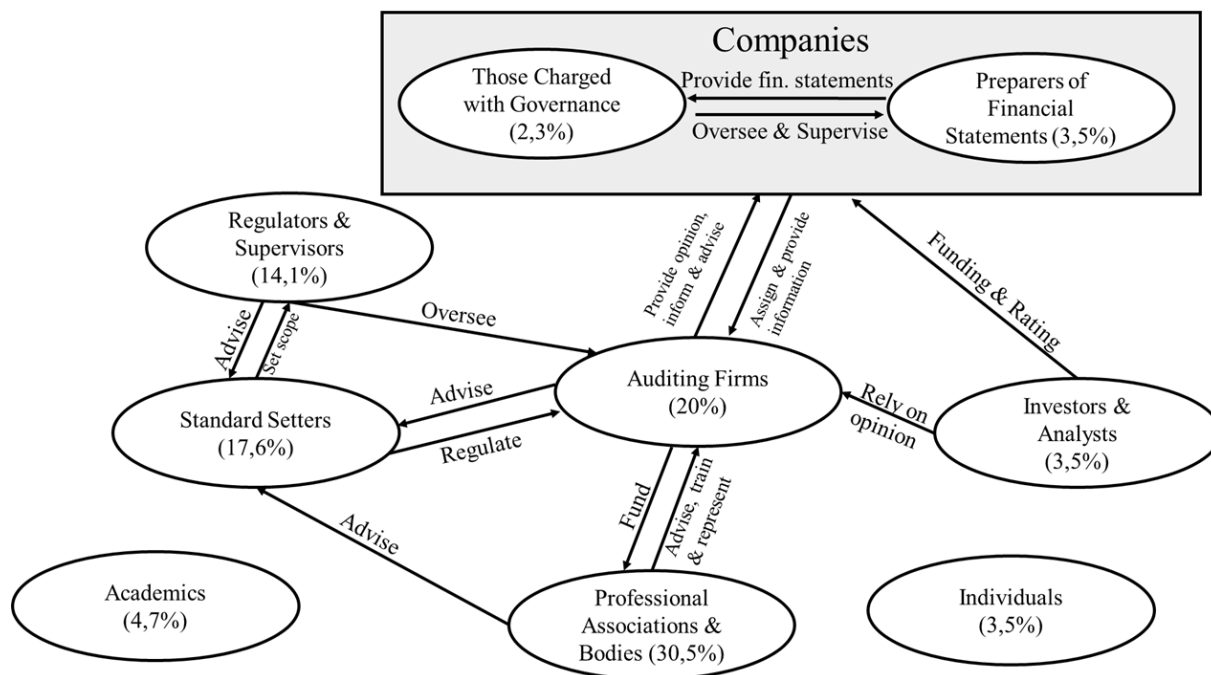 Companies
Those Charged
with Governance
(2,3%)
Provide fin. statements
Oversee & Supervise
Preparers of
Financial
Statements (3,5%)
Regulators &
Supervisors
(14,1%)
Provide opinion,
inform & advise
Assign & provide
information
Funding & Rating
Oversee
Advise
Set scope
Auditing Firms
(20%)
Advise
Regulate
Standard Setters
(17,6%)
Rely on
opinion
Investors &
Analysts
(3,5%)
Fund
Advise, train
& represent
Advise
Academics
(4,7%)
Professional
Associations &
Bodies (30,5%)
Individuals
(3,5%)